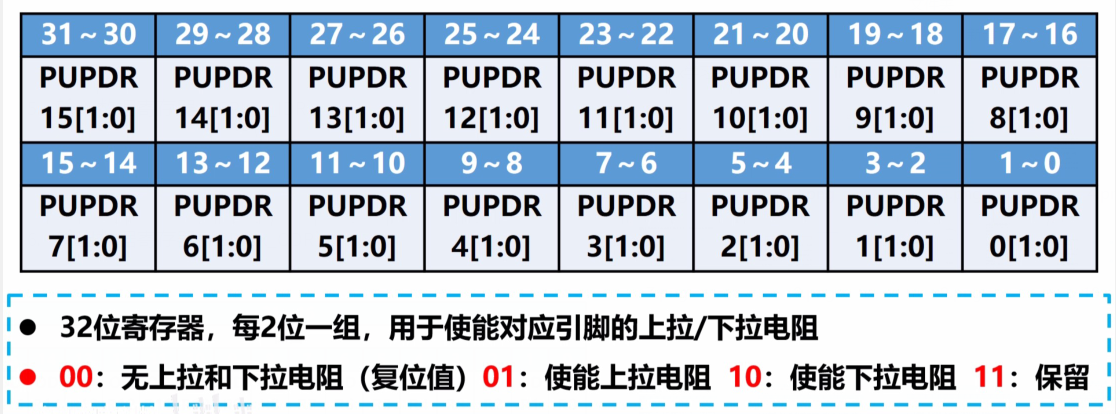 31~30 29~28 27~26 25~24 23~22 21~20 19~18 17~16
PUPDR PUPDR PUPDR PUPDR PUPDR PUPDR PUPDR PUPDR
15[1:0] 14[1:0] 13[1:0] 12[1:0] 11[1:0] 10[1:0] 9[1:0] 8[1:0]
15~14 13~12 11~10 9~8 7~6 5~4 3~2 1~0
PUPDR PUPDR PUPDR PUPDR PUPDR PUPDR PUPDR PUPDR
7[1:0] 6[1:0] 5[1:0] 4[1:0] 3[1:0] 2[1:0] 1[1:0] 0[1:0]
● 32位寄存器，每2位一组，用于使能对应引脚的上拉/下拉电阻
● 00：无上拉和下拉电阻（复位值）01：使能上拉电阻 10：使能下拉电阻 11：保留